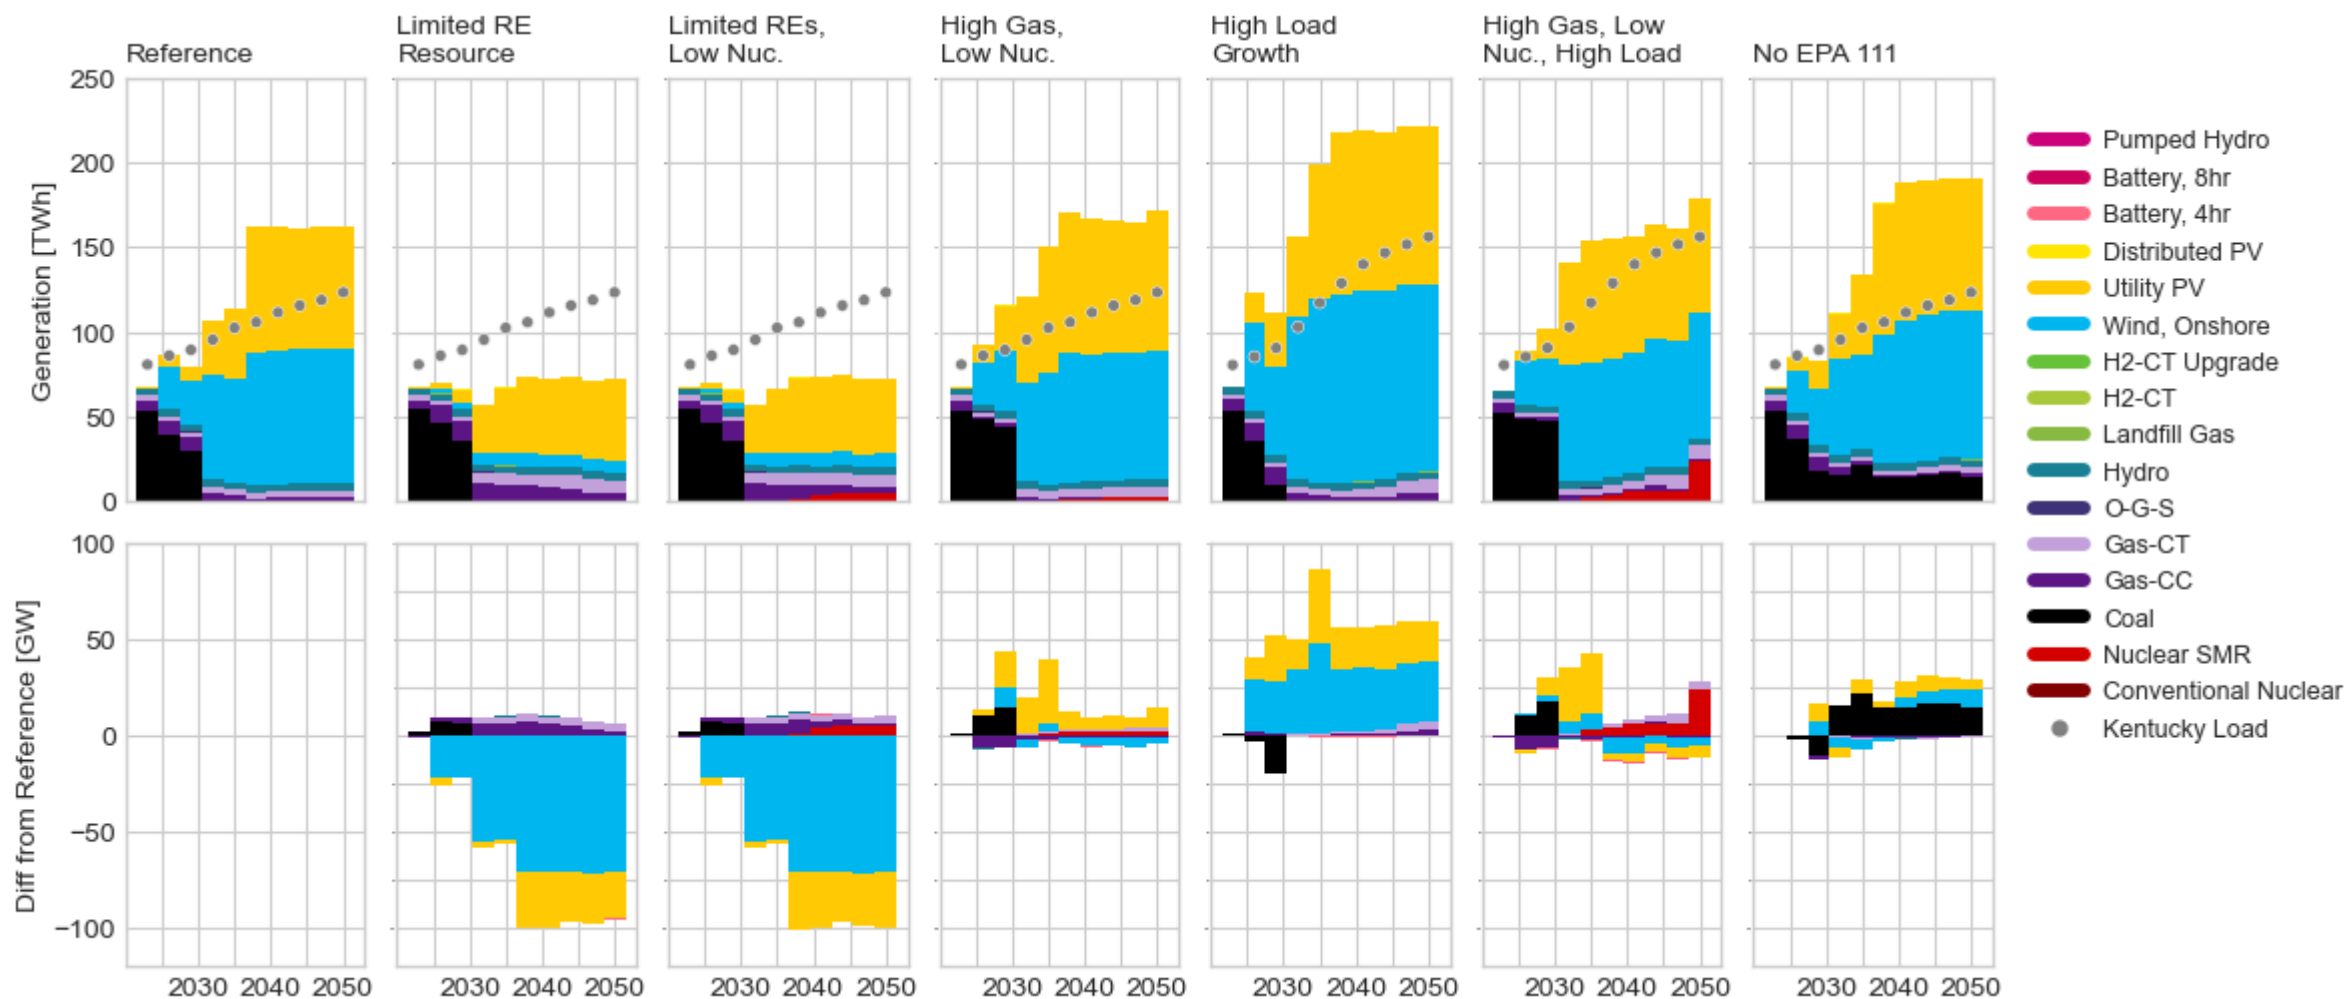 Reference
Limited RE
Resource
Limited REs,
Low Nuc.
High Gas,
Low Nuc.
High Load
Growth
High Gas, Low
Nuc., High Load
No EPA 111
Generation [TWh]
250
200
150
100
50
0
Diff from Reference [GW]
100
50
0
−50
−100
2030 2040 2050
2030 2040 2050
2030 2040 2050
2030 2040 2050
2030 2040 2050
2030 2040 2050
2030 2040 2050
Pumped Hydro
Battery, 8hr
Battery, 4hr
Distributed PV
Utility PV
Wind, Onshore
H2-CT Upgrade
H2-CT
Landfill Gas
Hydro
O-G-S
Gas-CT
Gas-CC
Coal
Nuclear SMR
Conventional Nuclear
Kentucky Load